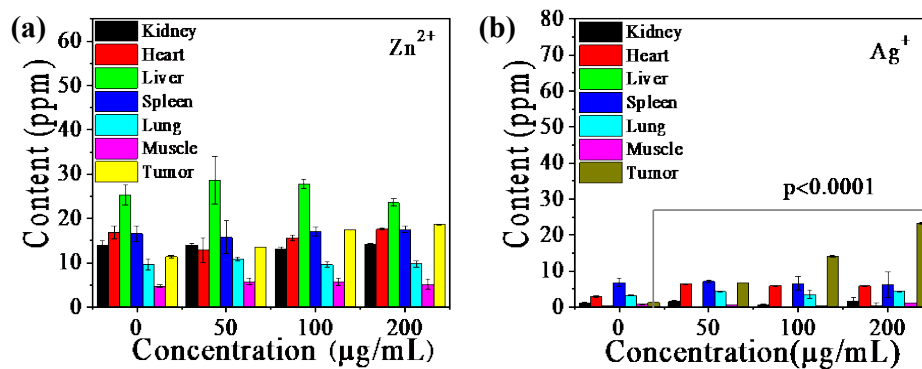 (a)
Zn2+
Kidney
Heart
Liver
Spleen
Lung
Muscle
Tumor
Content (ppm)
60
50
40
30
20
10
0
0 50 100 200
Concentration (µg/mL)
(b)
Ag+
Kidney
Heart
Liver
Spleen
Lung
Muscle
Tumor
p<0.0001
Content (ppm)
80
70
60
50
40
30
20
10
0
0 50 100 200
Concentration(µg/mL)